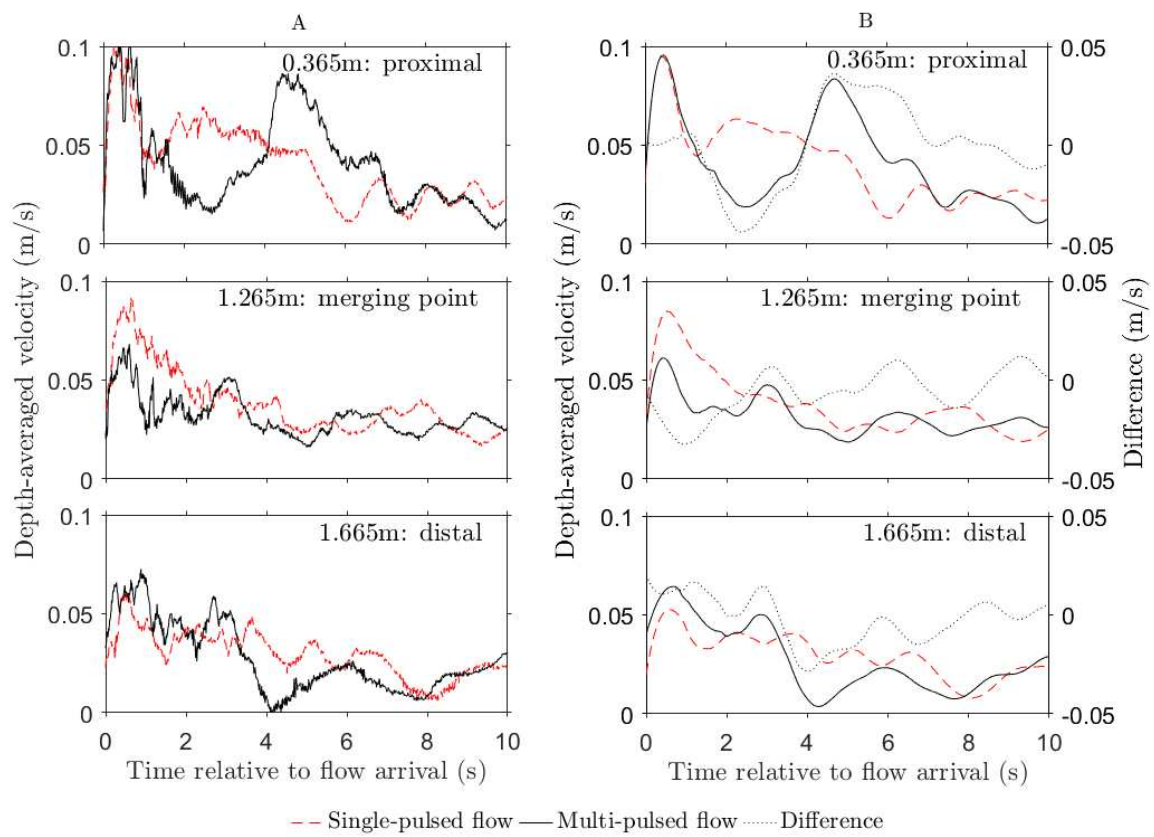 A
B
0.1
0.365m: proximal
0.05
0
0.1
0.365m: proximal
0.05
0.05
0
0
-0.05
0.1
1.265m: merging point
0.05
0
0.1
1.265m: merging point
0.05
0.05
0
0
-0.05
0.1
1.665m: distal
0.05
0
0.1
1.665m: distal
0.05
0.05
0
0
-0.05
Depth-averaged velocity (m/s)
Depth-averaged velocity (m/s)
Difference (m/s)
0 2 4 6 8 10
0 2 4 6 8 10
Time relative to flow arrival (s)
Time relative to flow arrival (s)
Single-pulsed flow Multi-pulsed flow Difference